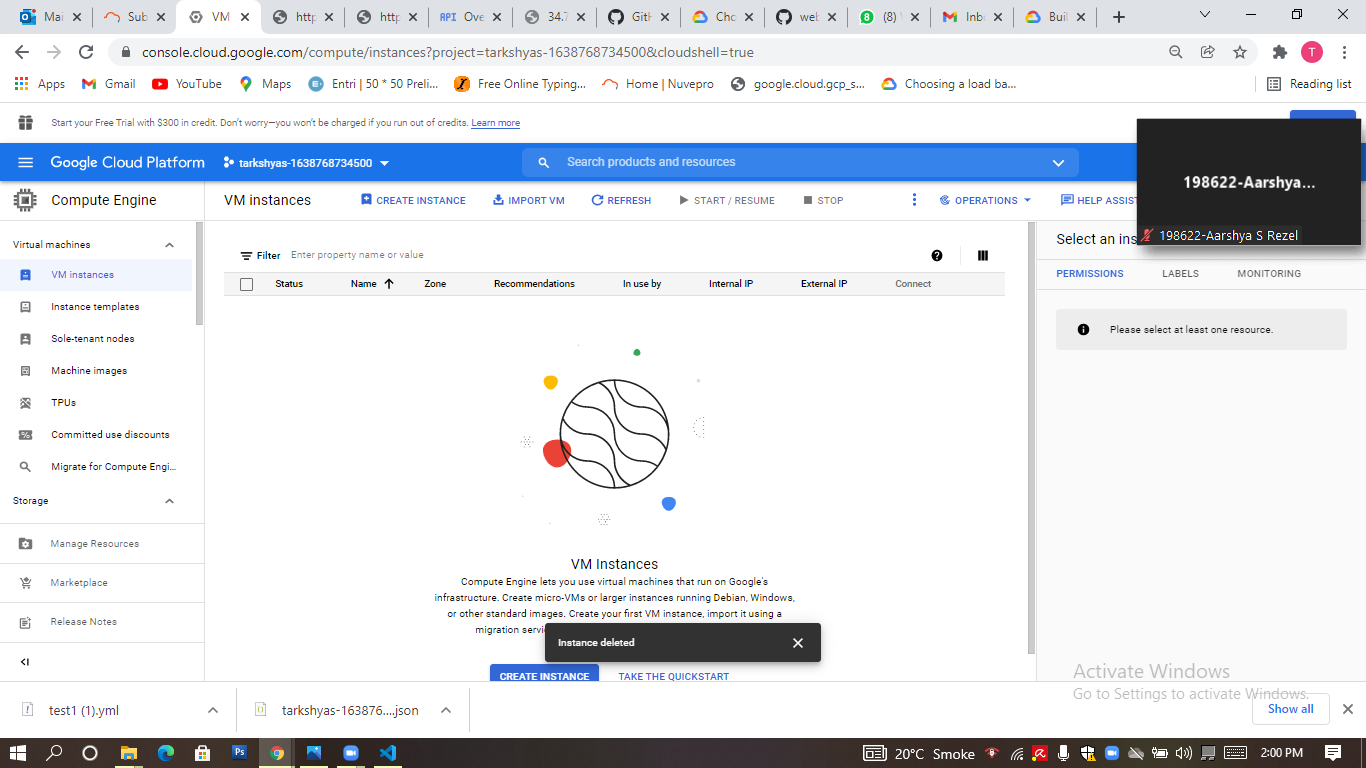 Mai
Sub
VM
http
http
API Ove
34.7
Gith
Cho
web
8 (8)
Inb
Buil
console.cloud.google.com/compute/instances?project=tarkshyas-1638768734500&cloudshell=true
T
Apps
Gmail
YouTube
Maps
Entri | 50 * 50 Preli...
Free Online Typing...
Home | Nuvepro
google.cloud.gcp_s...
Choosing a load ba...
Reading list
Start your Free Trial with $300 in credit. Don't worry—you won't be charged if you run out of credits. Learn more
Google Cloud Platform
tarkshyas-1638768734500
Search products and resources
198622-Aarshya...
198622-Aarshya S Rezel
Compute Engine
VM instances
CREATE INSTANCE
IMPORT VM
REFRESH
START / RESUME
STOP
OPERATIONS
HELP ASSIST
Virtual machines
VM instances
Instance templates
Sole-tenant nodes
Machine images
TPUs
Committed use discounts
Migrate for Compute Engi...
Storage
Manage Resources
Marketplace
Release Notes
Filter Enter property name or value
Status Name Zone Recommendations In use by Internal IP External IP Connect
VM Instances
Compute Engine lets you use virtual machines that run on Google's
infrastructure. Create micro-VMs or larger instances running Debian, Windows,
or other standard images. Create your first VM instance, import it using a
migration servi
Instance deleted
CREATE INSTANCE
TAKE THE QUICKSTART
Select an ins
PERMISSIONS LABELS MONITORING
Please select at least one resource.
Activate Windows
Go to Settings to activate Windows.
test1 (1).yml
tarkshyas-163876....json
Show all
Ps
20°C Smoke
2:00 PM